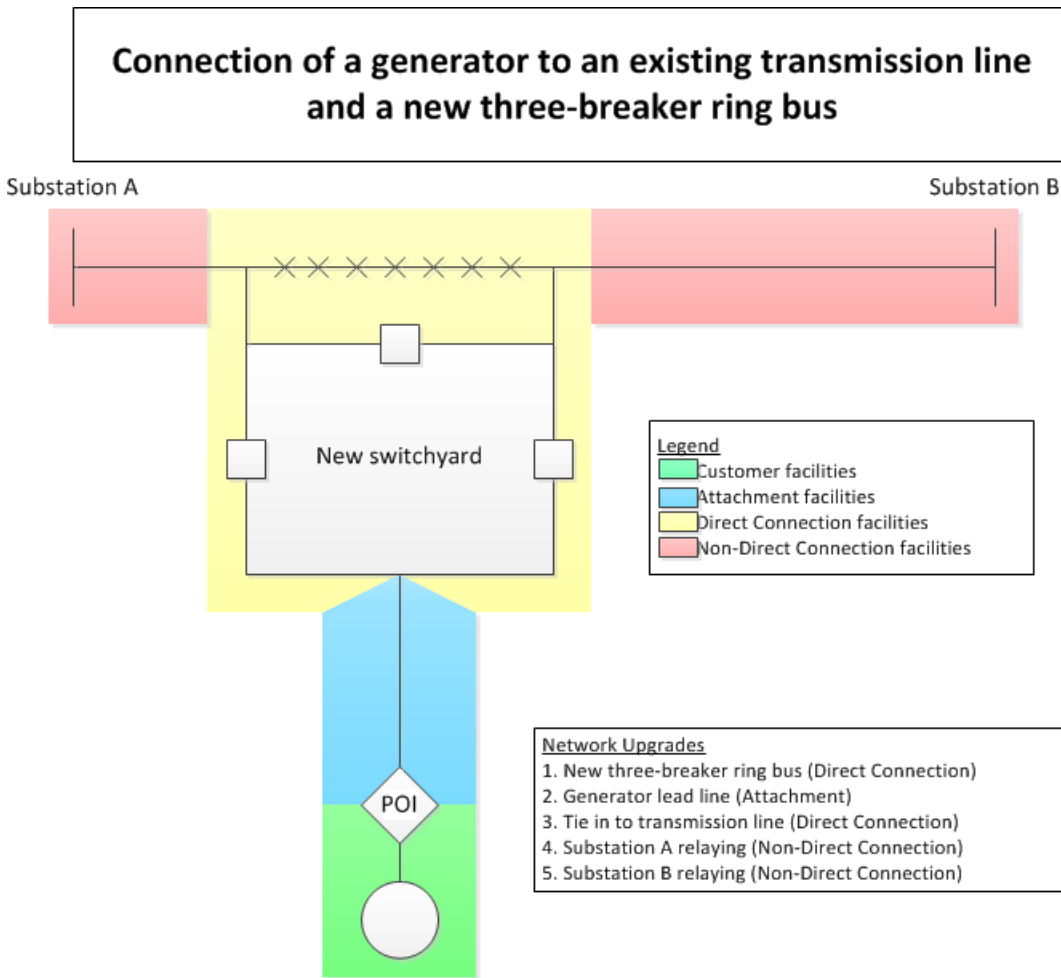 Connection of a generator to an existing transmission line
and a new three-breaker ring bus
Substation A
Substation B
New switchyard
Legend
Customer facilities
Attachment facilities
Direct Connection facilities
Non-Direct Connection facilities
POI
Network Upgrades
1. New three-breaker ring bus (Direct Connection)
2. Generator lead line (Attachment)
3. Tie in to transmission line (Direct Connection)
4. Substation A relaying (Non-Direct Connection)
5. Substation B relaying (Non-Direct Connection)